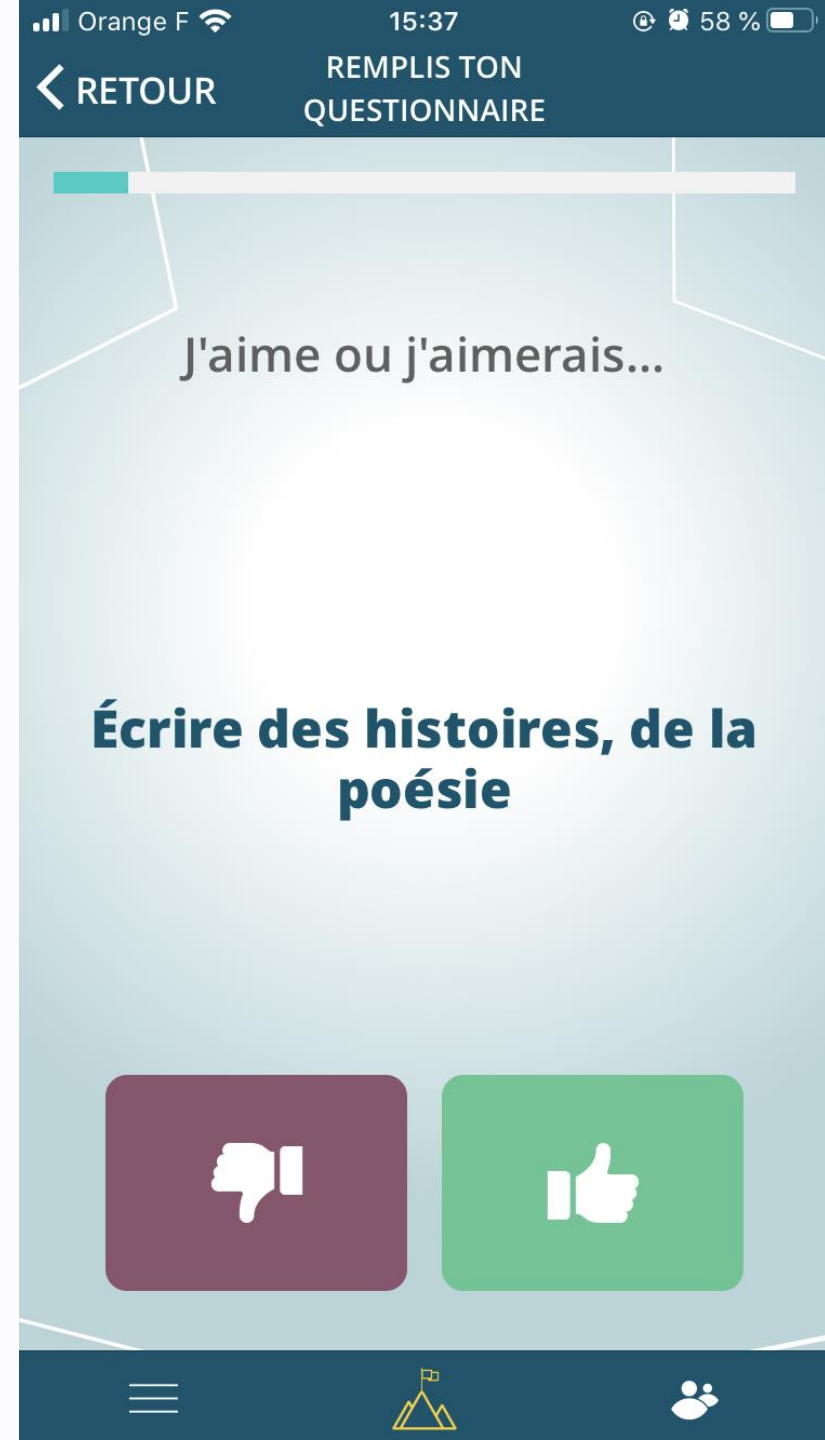 Orange F 15:37 58 %
RETOUR
REMPLIS TON
QUESTIONNAIRE
J'aime ou j'aimerais...
Écrire des histoires, de la
poésie